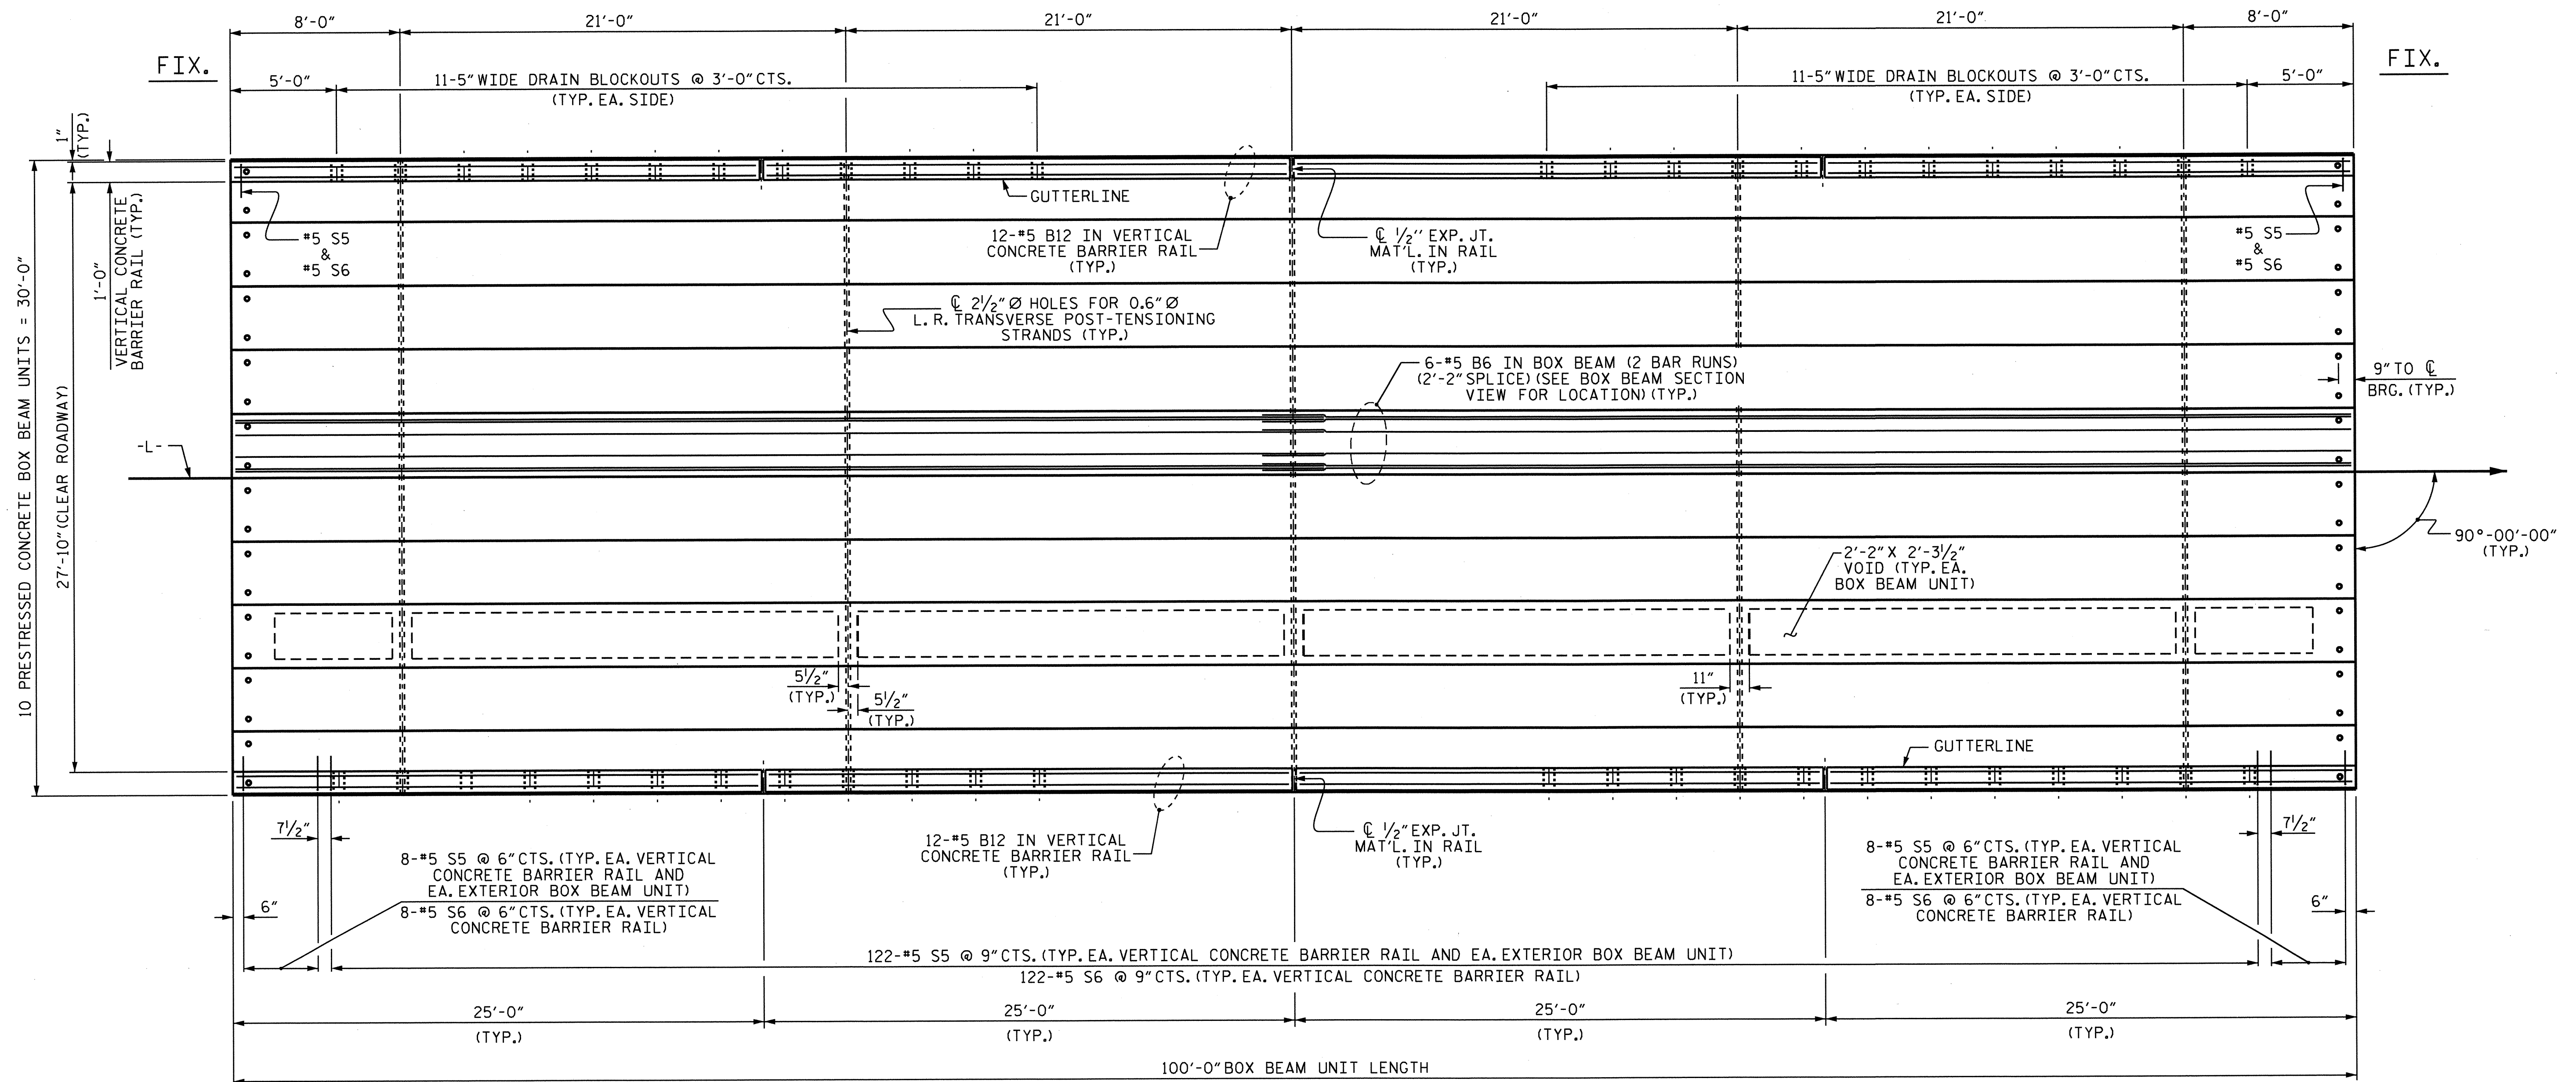 8'-0"
21'-0"
21'-0"
21'-0"
21'-0"
8'-0"
FIX.
FIX.
5'-0"
11-5" WIDE DRAIN BLOCKOUTS @ 3'-0" CTS.
(TYP. EA. SIDE)
11-5" WIDE DRAIN BLOCKOUTS @ 3'-0" CTS.
(TYP. EA. SIDE)
5'-0"
1"
(TYP.)
1'-0"
VERTICAL CONCRETE
BARRIER RAIL (TYP.)
10 PRESTRESSED CONCRETE BOX BEAM UNITS = 30'-0"
27'-10" (CLEAR ROADWAY)
GUTTERLINE
#5 S5
&
#5 S6
12-#5 B12 IN VERTICAL
CONCRETE BARRIER RAIL
(TYP.)
℄ 1/2" EXP. JT.
MAT'L. IN RAIL
(TYP.)
#5 S5
&
#5 S6
℄ 2 1/2" Ø HOLES FOR 0.6" Ø
L. R. TRANSVERSE POST-TENSIONING
STRANDS (TYP.)
6-#5 B6 IN BOX BEAM (2 BAR RUNS)
(2'-2" SPLICE) (SEE BOX BEAM SECTION
VIEW FOR LOCATION) (TYP.)
9" TO ℄
BRG. (TYP.)
-L-
90°-00'-00"
(TYP.)
2'-2" X 2'-3 1/2"
VOID (TYP. EA.
BOX BEAM UNIT)
5 1/2"
(TYP.)
5 1/2"
(TYP.)
11"
(TYP.)
GUTTERLINE
7 1/2"
12-#5 B12 IN VERTICAL
CONCRETE BARRIER RAIL
(TYP.)
℄ 1/2" EXP. JT.
MAT'L. IN RAIL
(TYP.)
7 1/2"
8-#5 S5 @ 6" CTS. (TYP. EA. VERTICAL
CONCRETE BARRIER RAIL AND
EA. EXTERIOR BOX BEAM UNIT)
8-#5 S6 @ 6" CTS. (TYP. EA. VERTICAL
CONCRETE BARRIER RAIL)
6"
8-#5 S5 @ 6" CTS. (TYP. EA. VERTICAL
CONCRETE BARRIER RAIL AND
EA. EXTERIOR BOX BEAM UNIT)
8-#5 S6 @ 6" CTS. (TYP. EA. VERTICAL
CONCRETE BARRIER RAIL)
6"
122-#5 S5 @ 9" CTS. (TYP. EA. VERTICAL CONCRETE BARRIER RAIL AND EA. EXTERIOR BOX BEAM UNIT)
122-#5 S6 @ 9" CTS. (TYP. EA. VERTICAL CONCRETE BARRIER RAIL)
25'-0"
(TYP.)
25'-0"
(TYP.)
25'-0"
(TYP.)
25'-0"
(TYP.)
100'-0" BOX BEAM UNIT LENGTH